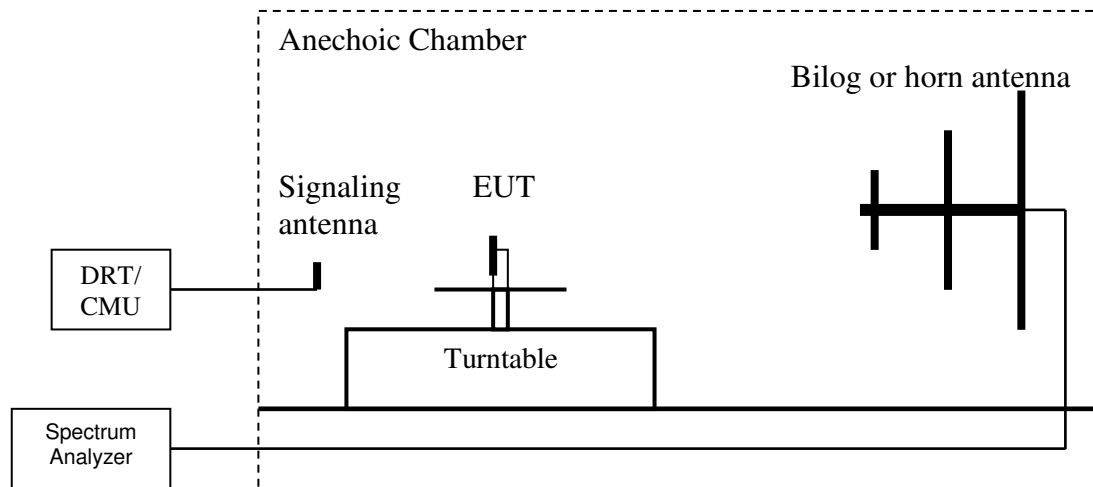 Anechoic Chamber
Bilog or horn antenna
Signaling
antenna
EUT
DRT/
CMU
Turntable
Spectrum
Analyzer